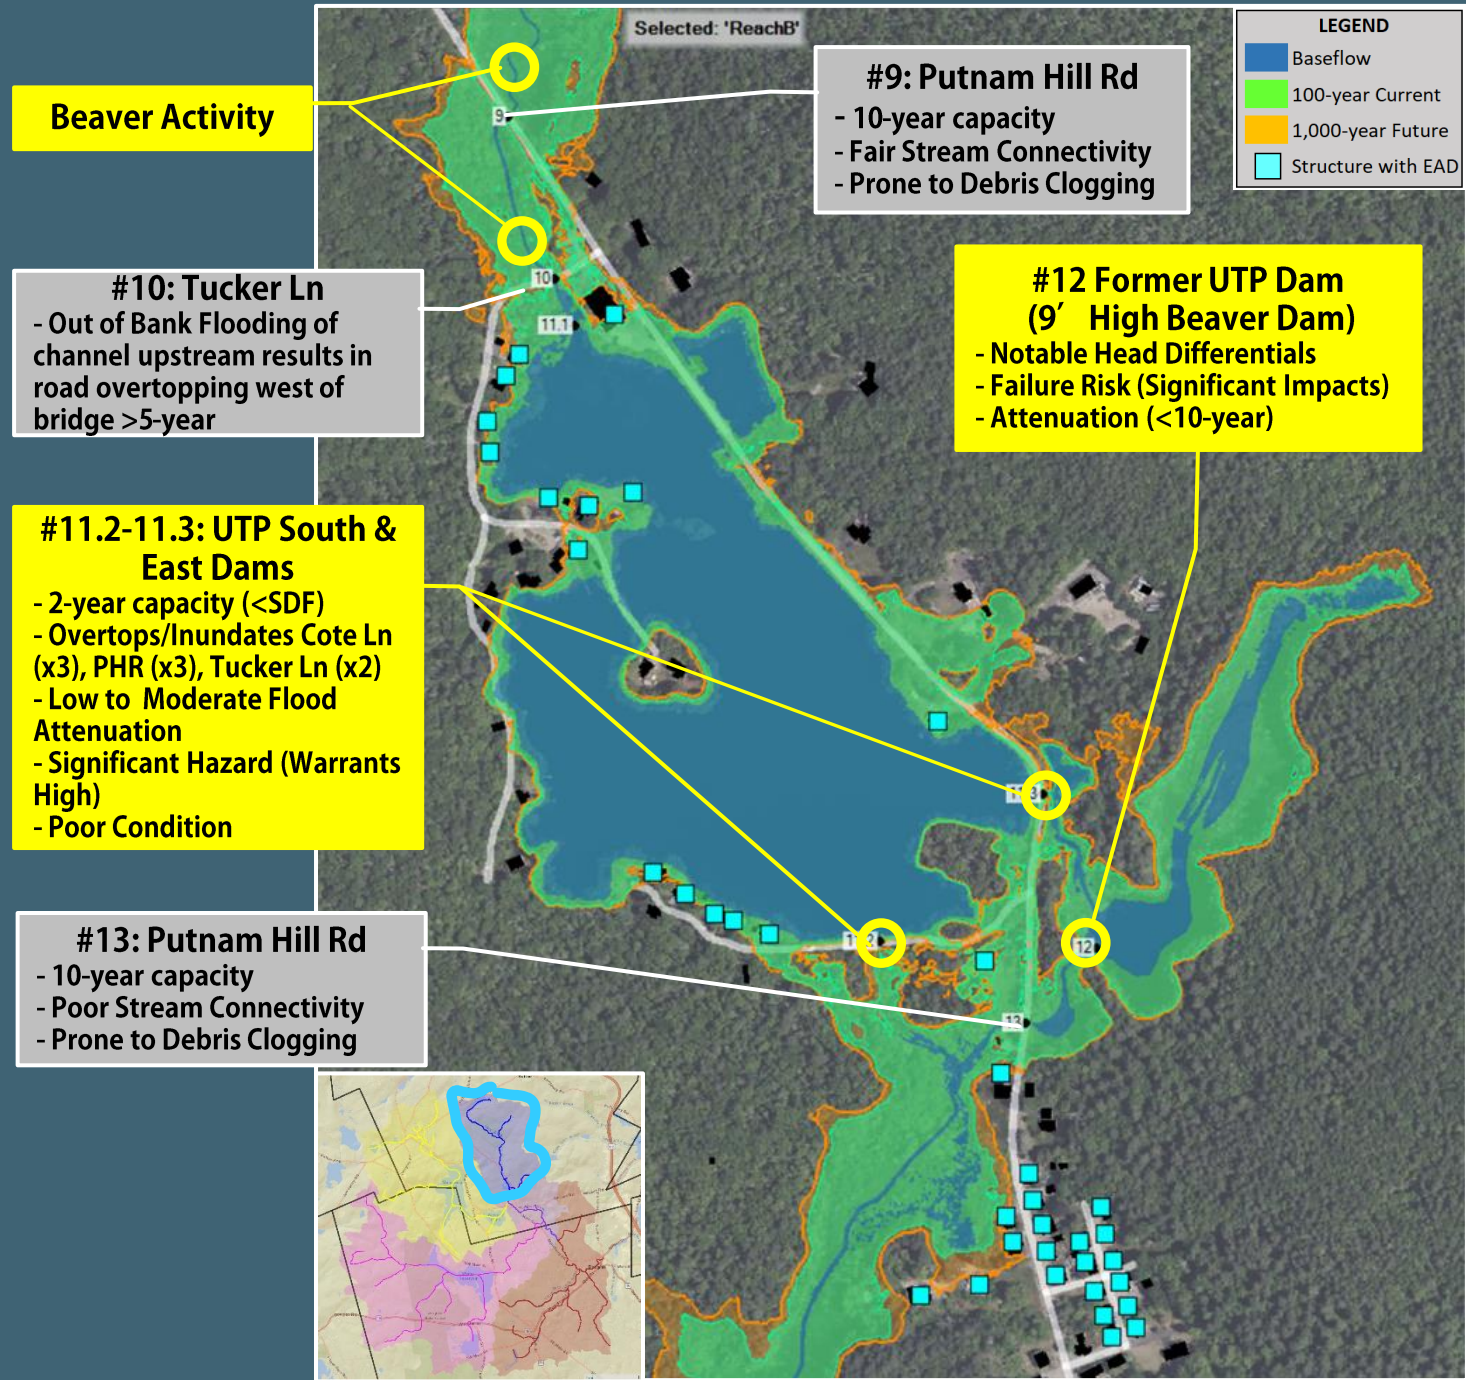 Selected: 'ReachB'
LEGEND
Baseflow
100-year Current
1,000-year Future
Structure with EAD
Beaver Activity
#9: Putnam Hill Rd
- 10-year capacity
- Fair Stream Connectivity
- Prone to Debris Clogging
9
#10: Tucker Ln
- Out of Bank Flooding of
channel upstream results in
road overtopping west of
bridge >5-year
10
11.1
#12 Former UTP Dam
(9′ High Beaver Dam)
- Notable Head Differentials
- Failure Risk (Significant Impacts)
- Attenuation (<10-year)
#11.2-11.3: UTP South &
East Dams
- 2-year capacity (<SDF)
- Overtops/Inundates Cote Ln
(x3), PHR (x3), Tucker Ln (x2)
- Low to Moderate Flood
Attenuation
- Significant Hazard (Warrants
High)
- Poor Condition
12
13
#13: Putnam Hill Rd
- 10-year capacity
- Poor Stream Connectivity
- Prone to Debris Clogging